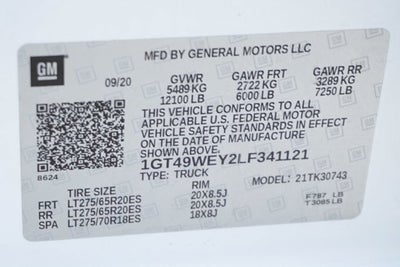 MFD BY GENERAL MOTORS LLC
GM
09/20 GVWR GAWR FRT GAWR RR
5489 KG 2722 KG 3289 KG
12100 LB 6000 LB 7250 LB
THIS VEHICLE CONFORMS TO ALL
APPLICABLE U.S. FEDERAL MOTOR
VEHICLE SAFETY STANDARDS IN EFFECT
ON THE DATE OF MANUFACTURE
SHOWN ABOVE.
8624 1GT49WEY2LF341121
TYPE: TRUCK MODEL: 21TK30743
TIRE SIZE RIM
FRT LT275/65R20ES 20X8.5J F787 LB
RR LT275/65R20ES 20X8.5J T3085 LB
SPA LT275/70R18ES 18X8J